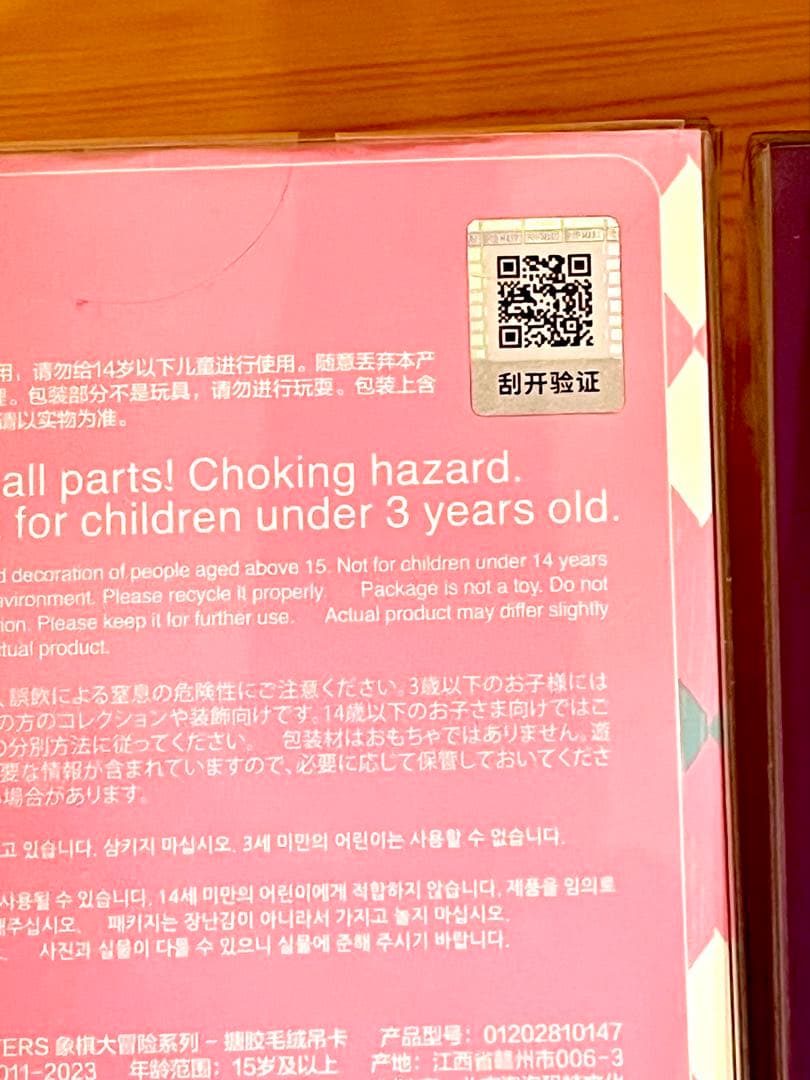 POP MART
刮开验证
用，请勿给14岁以下儿童进行使用。随意丢弃本产
。包装部分不是玩具，请勿进行玩耍。包装上含
请以实物为准。
all parts! Choking hazard.
for children under 3 years old.
d decoration of people aged above 15. Not for children under 14 years
nvironment. Please recycle it properly. Package is not a toy. Do not
ion. Please keep it for further use. Actual product may differ slightly
tual product.
、誤飲による窒息の危険性にご注意ください。3歳以下のお子様には
の方のコレクションや装飾向けです。14歳以下のお子さま向けではご
の分別方法に従ってください。 包装材はおもちゃではありません。遊
要な情報が含まれていますので、必要に応じて保管しておいてくださ
場合があります。
고 있습니다. 삼키지 마십시오. 3세 미만의 어린이는 사용할 수 없습니다.
사용될 수 있습니다. 14세 미만의 어린이에게 적합하지 않습니다. 제품을 임의로
해주십시오. 패키지는 장난감이 아니라서 가지고 놀지 마십시오.
사진과 실물이 다를 수 있으니 실물에 준해 주시기 바랍니다.
TERS 象棋大冒险系列 - 搪胶毛绒吊卡 产品型号：01202810147
011-2023 年龄范围：15岁及以上 产地：江西省赣州市006-3